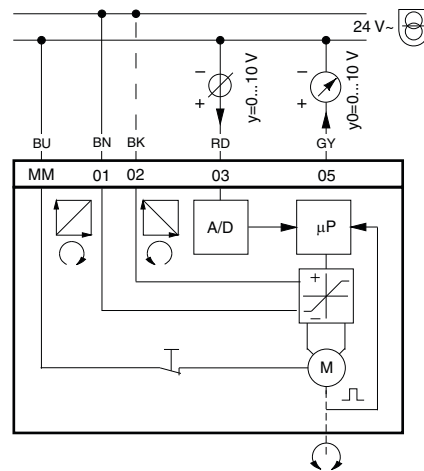 24 V~
− −
+ +
y=0...10 V
y0=0...10 V
BU BN BK RD GY
MM 01 02 03 05
A/D µP
+
−
M